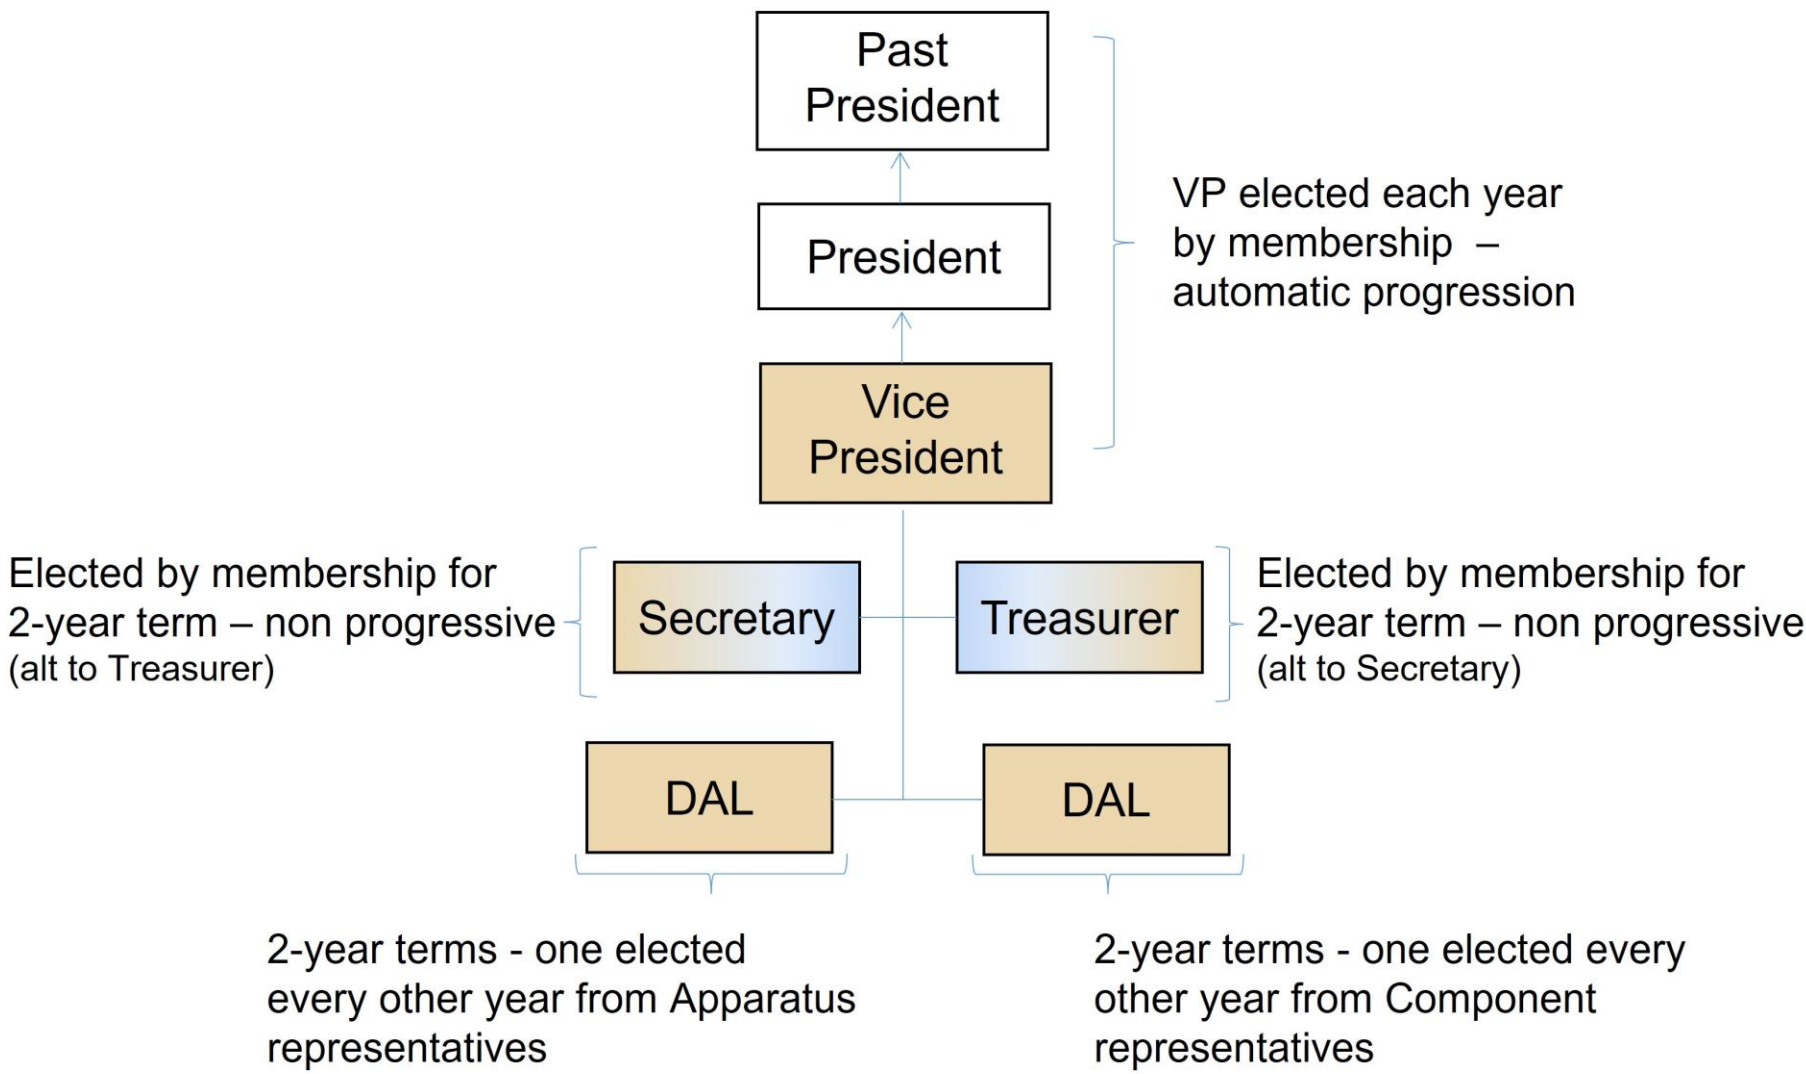 Past
President
President
VP elected each year
by membership –
automatic progression
Vice
President
Elected by membership for
2-year term – non progressive
(alt to Treasurer)
Secretary
Treasurer
Elected by membership for
2-year term – non progressive
(alt to Secretary)
DAL
DAL
2-year terms - one elected
every other year from Apparatus
representatives
2-year terms - one elected every
other year from Component
representatives